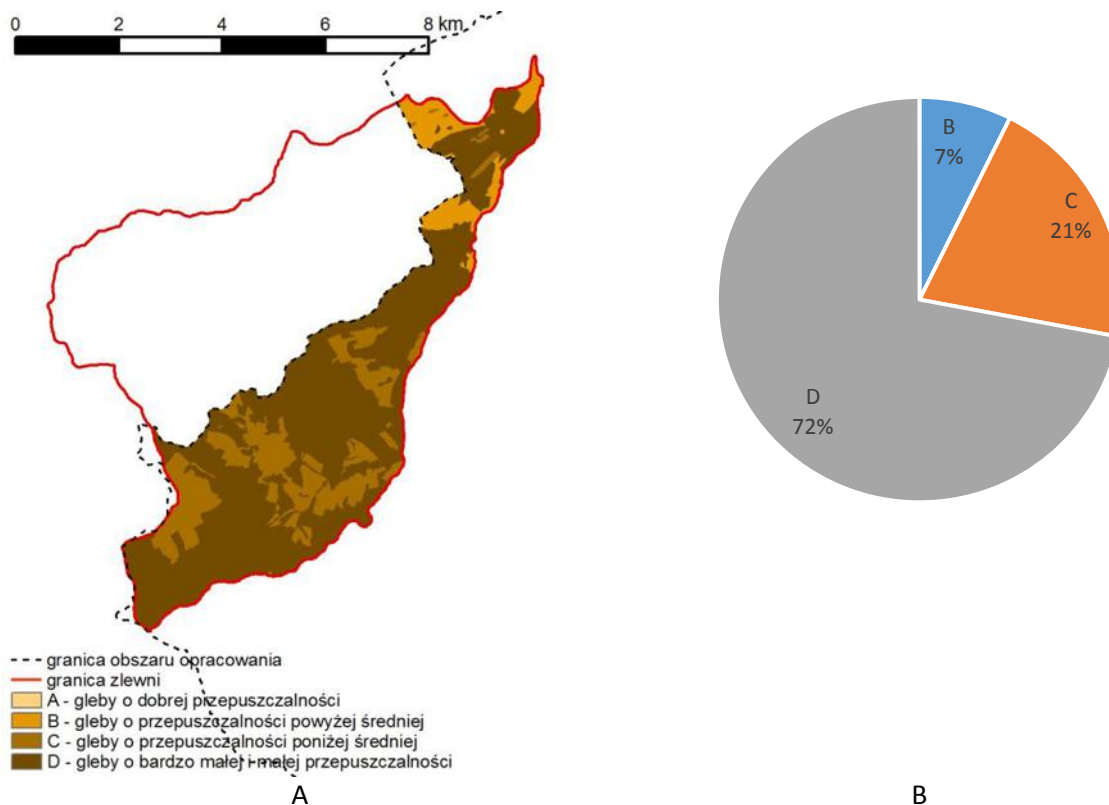 0 2 4 6 8 km
B
7%
C
21%
D
72%
granica obszaru opracowania
granica zlewni
A - gleby o dobrej przepuszczalności
B - gleby o przepuszczalności powyżej średniej
C - gleby o przepuszczalności poniżej średniej
D - gleby o bardzo małej i małej przepuszczalności
A
B